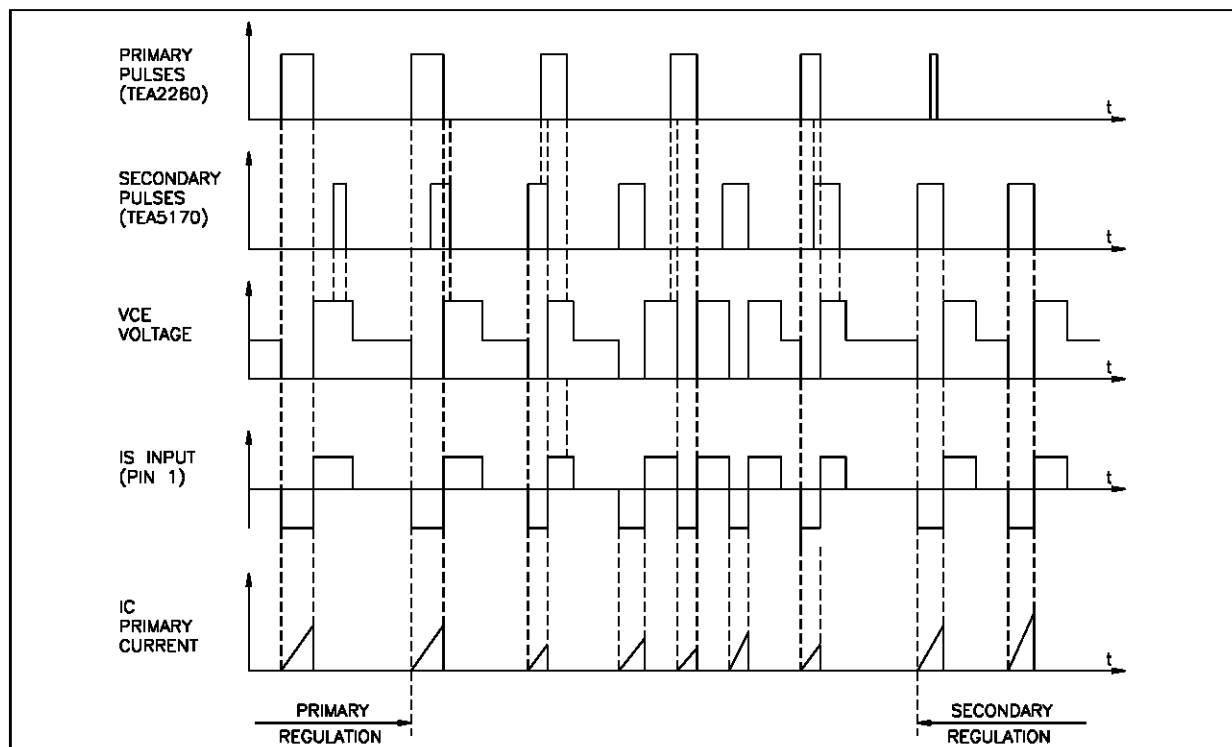 PRIMARY
PULSES
(TEA2260)
t
SECONDARY
PULSES
(TEA5170)
t
VCE
VOLTAGE
t
IS INPUT
(PIN 1)
t
IC
PRIMARY
CURRENT
t
PRIMARY
REGULATION
SECONDARY
REGULATION